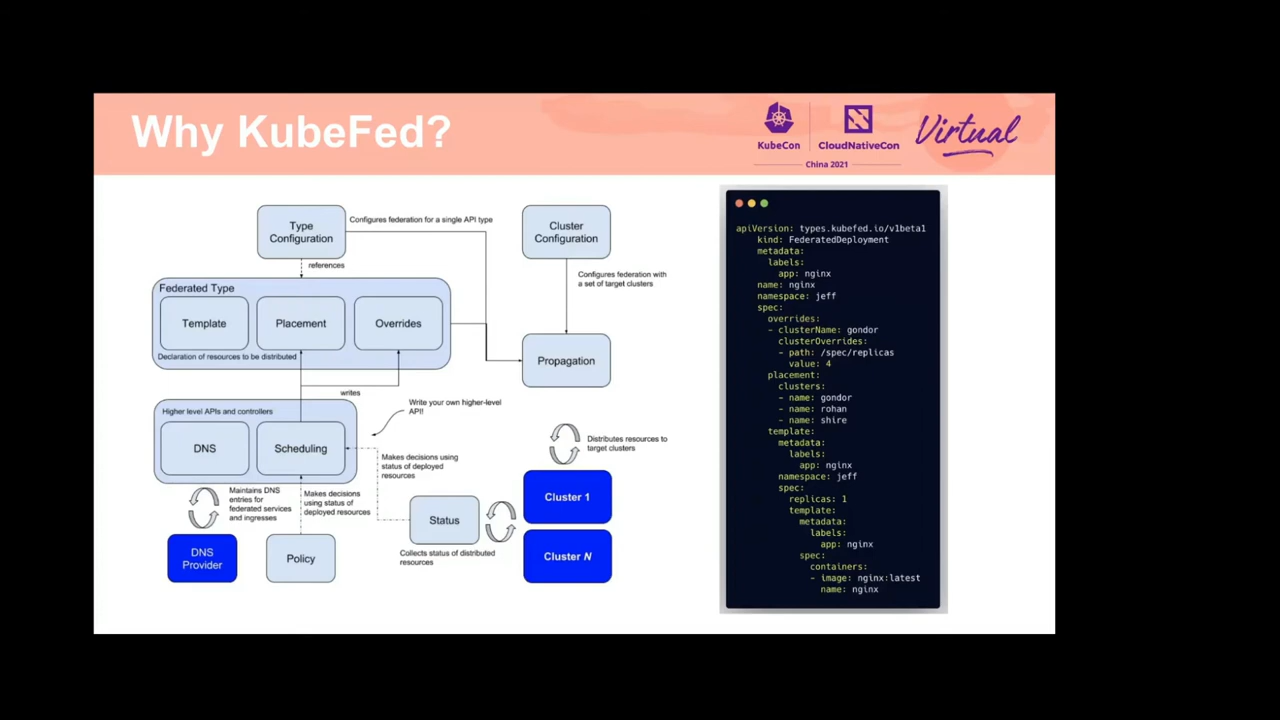 Why KubeFed?
KubeCon
CloudNativeCon
China 2021
Virtual
Type
Configuration
Configures federation for a single API type
Cluster
Configuration
references
Configures federation with
a set of target clusters
Federated Type
Template
Placement
Overrides
Declaration of resources to be distributed
Propagation
writes
Higher level APIs and controllers
Write your own higher-level
API!
DNS
Scheduling
Distributes resources to
target clusters
Makes decisions using
status of deployed
resources
Maintains DNS
entries for
federated services
and ingresses
Makes decisions
using status of
deployed resources
Cluster 1
Status
Collects status of distributed
resources
Cluster N
DNS
Provider
Policy
apiVersion: types.kubefed.io/v1beta1
kind: FederatedDeployment
metadata:
labels:
app: nginx
name: nginx
namespace: jeff
spec:
overrides:
- clusterName: gondor
clusterOverrides:
- path: /spec/replicas
value: 4
placement:
clusters:
- name: gondor
- name: rohan
- name: shire
template:
metadata:
labels:
app: nginx
namespace: jeff
spec:
replicas: 1
template:
metadata:
labels:
app: nginx
spec:
containers:
- image: nginx:latest
name: nginx